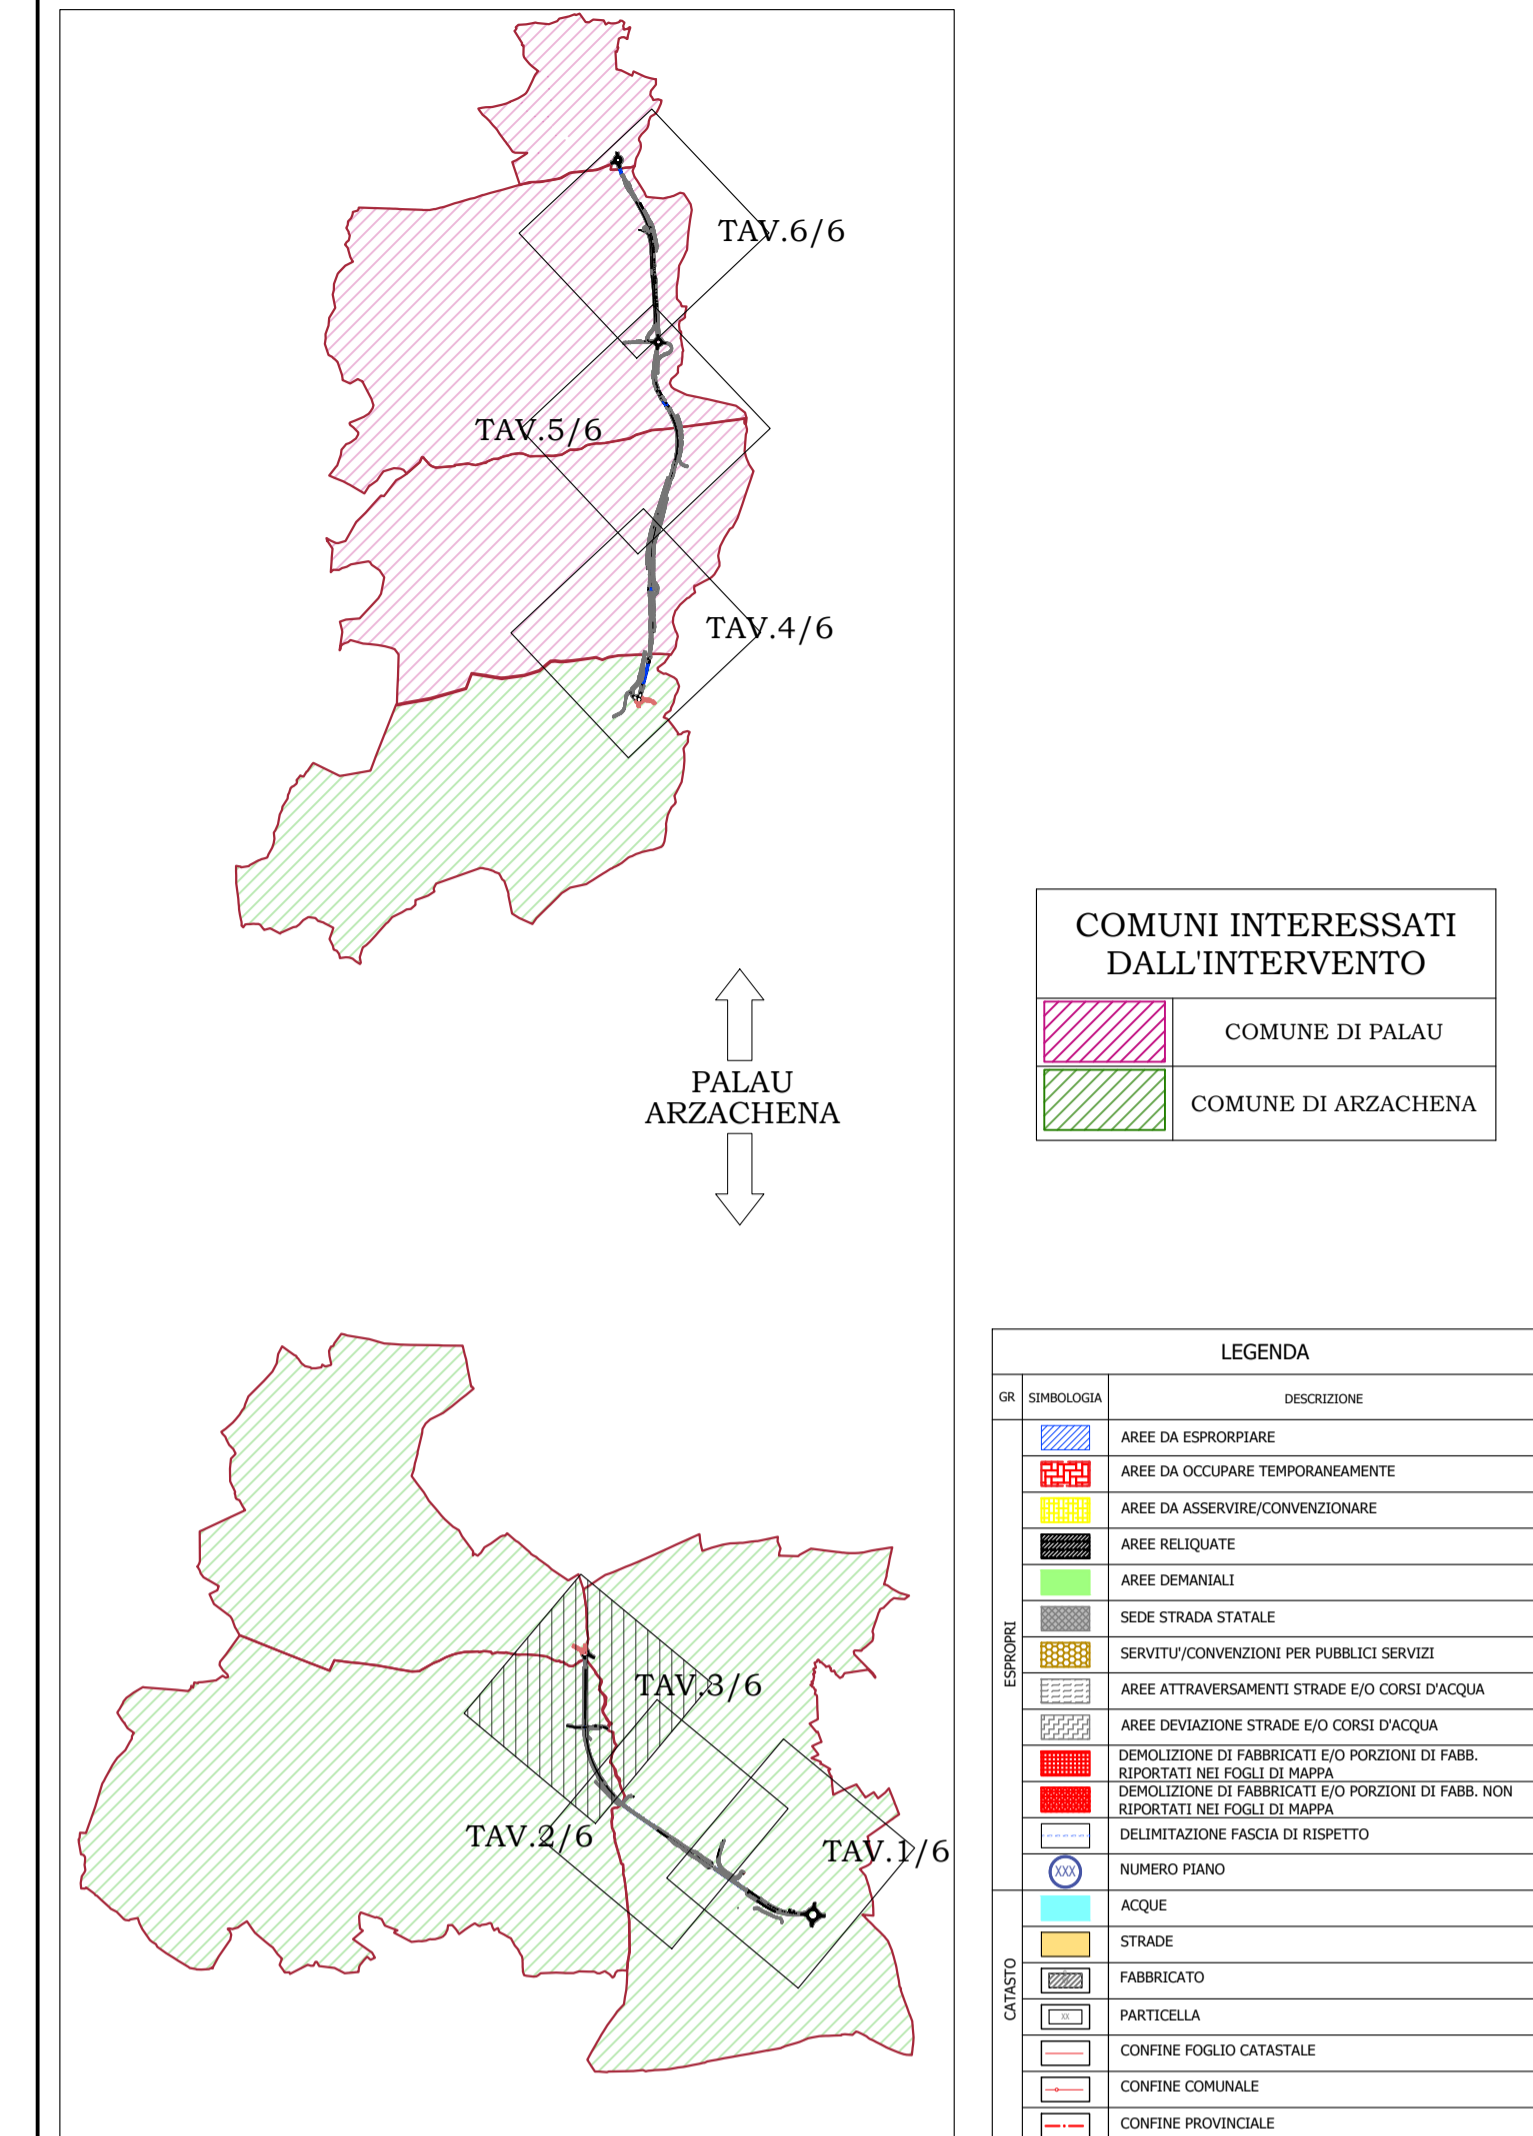 TAV.6/6
TAV.5/6
TAV.4/6
PALAU
ARZACHENA
TAV.3/6
TAV.2/6
TAV.1/6
COMUNI INTERESSATI
DALL'INTERVENTO
COMUNE DI PALAU
COMUNE DI ARZACHENA
LEGENDA
GR SIMBOLOGIA DESCRIZIONE
ESPROPRI
AREE DA ESPRORPIARE
AREE DA OCCUPARE TEMPORANEAMENTE
AREE DA ASSERVIRE/CONVENZIONARE
AREE RELIQUATE
AREE DEMANIALI
SEDE STRADA STATALE
SERVITU'/CONVENZIONI PER PUBBLICI SERVIZI
AREE ATTRAVERSAMENTI STRADE E/O CORSI D'ACQUA
AREE DEVIAZIONE STRADE E/O CORSI D'ACQUA
DEMOLIZIONE DI FABBRICATI E/O PORZIONI DI FABB.
RIPORTATI NEI FOGLI DI MAPPA
DEMOLIZIONE DI FABBRICATI E/O PORZIONI DI FABB. NON
RIPORTATI NEI FOGLI DI MAPPA
DELIMITAZIONE FASCIA DI RISPETTO
XXX NUMERO PIANO
CATASTO
ACQUE
STRADE
FABBRICATO
XX PARTICELLA
CONFINE FOGLIO CATASTALE
CONFINE COMUNALE
CONFINE PROVINCIALE